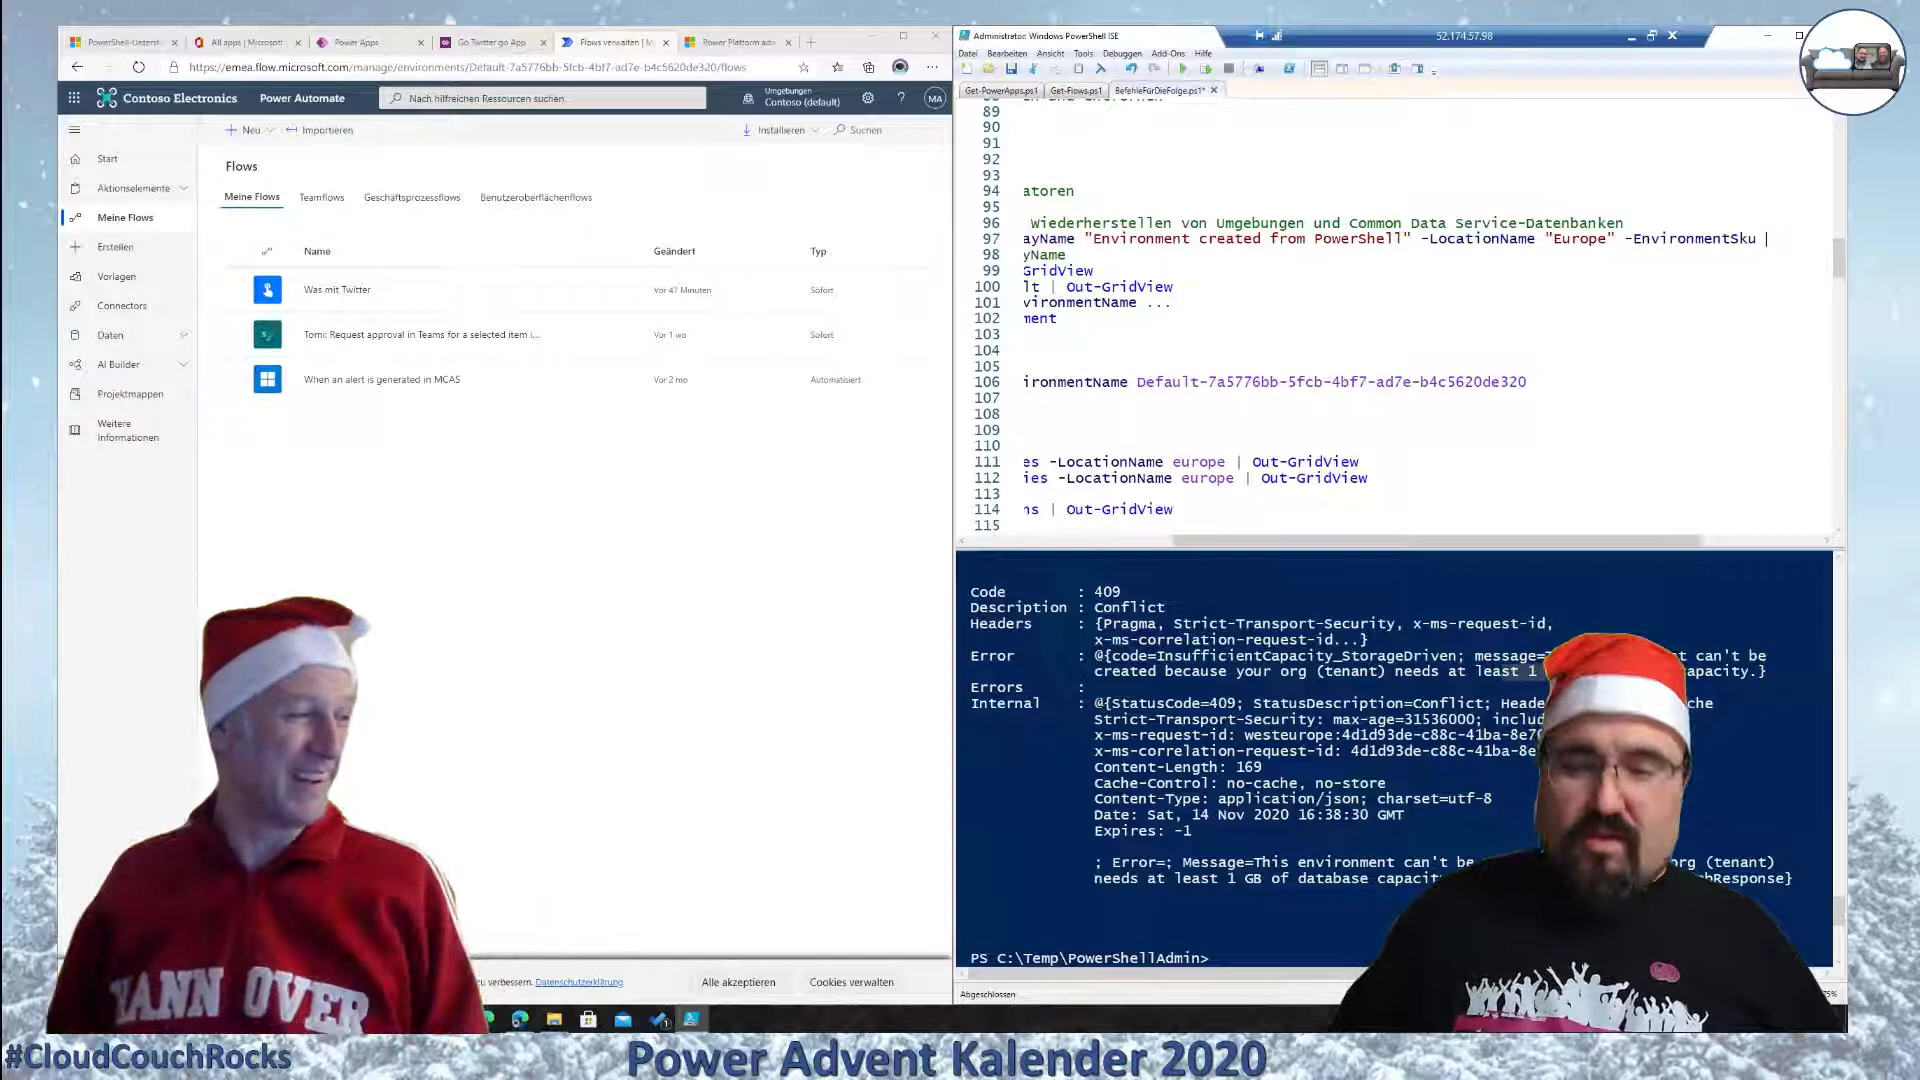 PowerShell-Unterst
All apps | Microsoft
Power Apps
Go Twitter go App
Flows verwalten | M
Power Platform adm
https://emea.flow.microsoft.com/manage/environments/Default-7a5776bb-5fcb-4bf7-ad7e-b4c5620de320/flows
Contoso Electronics
Power Automate
Nach hilfreichen Ressourcen suchen
Umgebungen
Contoso (default)
MA
Neu
Importieren
Installieren
Suchen
Start
Aktionselemente
Meine Flows
Erstellen
Vorlagen
Connectors
Daten
AI Builder
Projektmappen
Weitere
Informationen
Flows
Meine Flows
Teamflows
Geschäftsprozessflows
Benutzeroberflächenflows
Name
Geändert
Typ
Was mit Twitter
Vor 47 Minuten
Sofort
Tomi: Request approval in Teams for a selected item i...
Vor 1 wo
Sofort
When an alert is generated in MCAS
Vor 2 mo
Automatisiert
zu verbessern. Datenschutzerklärung
Alle akzeptieren
Cookies verwalten
Administrator: Windows PowerShell ISE
52.174.57.98
Datei Bearbeiten Ansicht Tools Debuggen Add-Ons Hilfe
Get-PowerApps.ps1
Get-Flows.ps1
BefehleFürDieFolge.ps1*
89
90
91
92
93
94 atoren
95
96 Wiederherstellen von Umgebungen und Common Data Service-Datenbanken
97 ayName "Environment created from PowerShell" -LocationName "Europe" -EnvironmentSku
98 yName
99 GridView
100 lt | Out-GridView
101 vironmentName ...
102 ment
103
104
105
106 ironmentName Default-7a5776bb-5fcb-4bf7-ad7e-b4c5620de320
107
108
109
110
111 es -LocationName europe | Out-GridView
112 ies -LocationName europe | Out-GridView
113
114 ns | Out-GridView
115
Code : 409
Description : Conflict
Headers : {Pragma, Strict-Transport-Security, x-ms-request-id,
x-ms-correlation-request-id...}
Error : @{code=InsufficientCapacity_StorageDriven; message= t can't be
created because your org (tenant) needs at least 1 apacity.}
Errors :
Internal : @{StatusCode=409; StatusDescription=Conflict; Heade che
Strict-Transport-Security: max-age=31536000; inclu
x-ms-request-id: westeurope:4d1d93de-c88c-41ba-8e7
x-ms-correlation-request-id: 4d1d93de-c88c-41ba-8e
Content-Length: 169
Cache-Control: no-cache, no-store
Content-Type: application/json; charset=utf-8
Date: Sat, 14 Nov 2020 16:38:30 GMT
Expires: -1
; Error=; Message=This environment can't be org (tenant)
needs at least 1 GB of database capacit bResponse}
PS C:\Temp\PowerShellAdmin>
Abgeschlossen
75%
HANN OVER
#CloudCouchRocks
Power Advent Kalender 2020